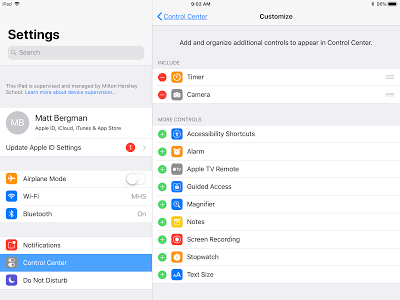 iPad
9:02 AM
Settings
Search
This iPad is supervised and managed by Milton Hershey
School. Learn more about device supervision...
MB
Matt Bergman
Apple ID, iCloud, iTunes & App Store
Update Apple ID Settings 1
Airplane Mode
Wi-Fi MHS
Bluetooth On
Notifications
Control Center
Do Not Disturb
Control Center
Customize
Add and organize additional controls to appear in Control Center.
INCLUDE
Timer
Camera
MORE CONTROLS
Accessibility Shortcuts
Alarm
tv Apple TV Remote
Guided Access
Magnifier
Notes
Screen Recording
Stopwatch
AA Text Size